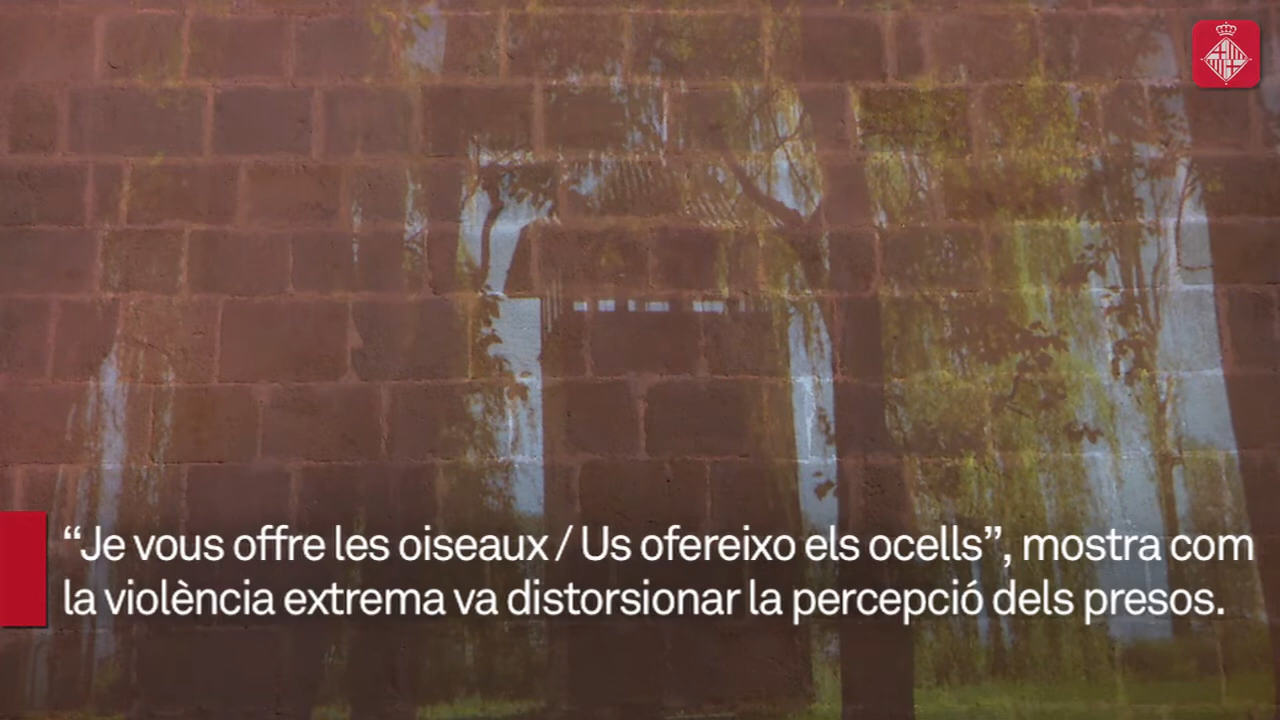 “Je vous offre les oiseaux / Us ofereixo els ocells”, mostra com
la violència extrema va distorsionar la percepció dels presos.